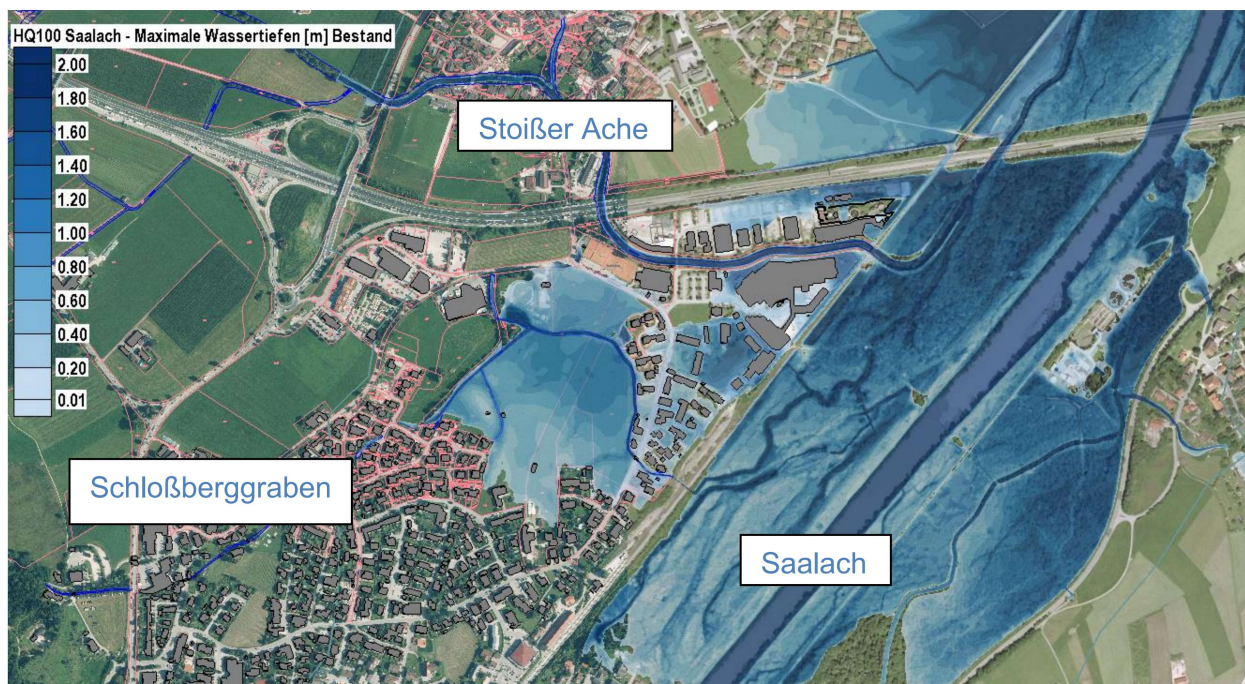 HQ100 Saalach - Maximale Wassertiefen [m] Bestand
2.00
1.80
1.60
1.40
1.20
1.00
0.80
0.60
0.40
0.20
0.01
Stoißer Ache
Schloßberggraben
Saalach